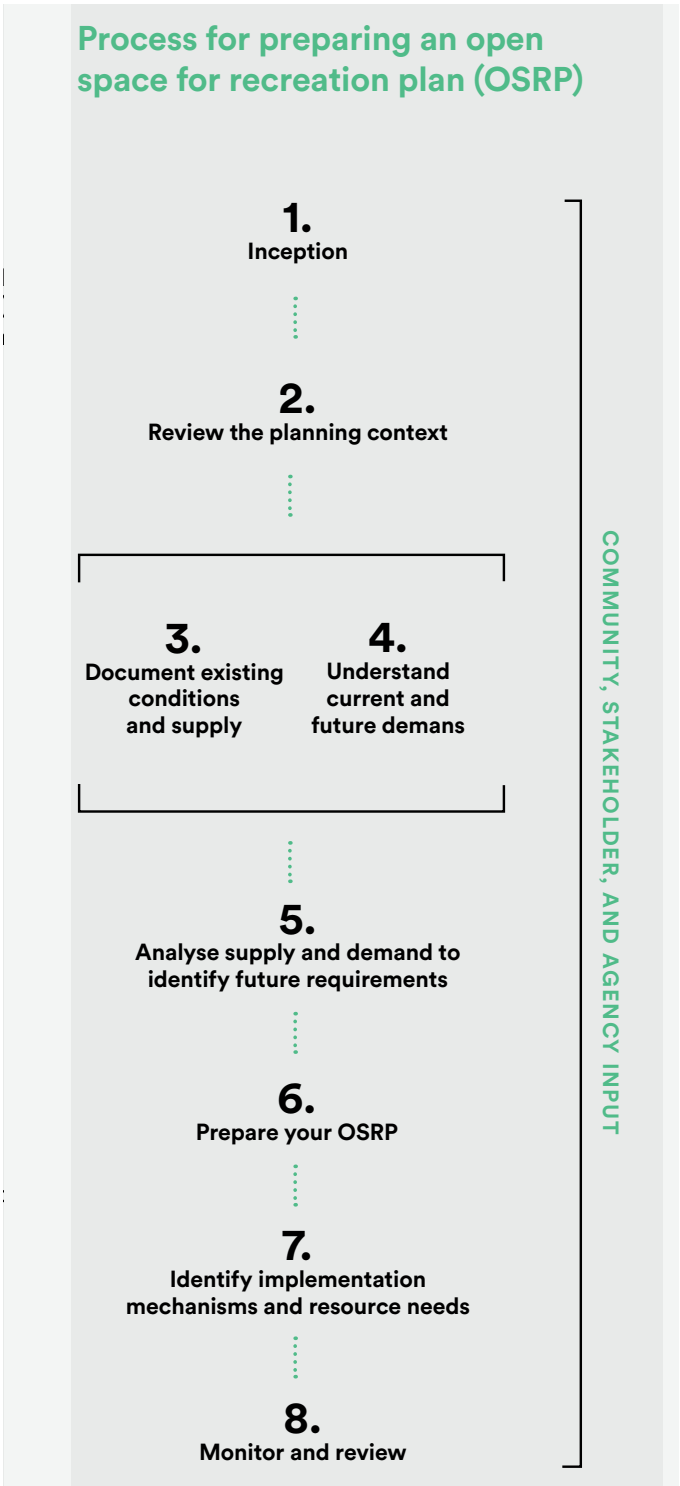 Process for preparing an open
space for recreation plan (OSRP)
1.
Inception
2.
Review the planning context
3.
Document existing
conditions
and supply
4.
Understand
current and
future demans
5.
Analyse supply and demand to
identify future requirements
6.
Prepare your OSRP
7.
Identify implementation
mechanisms and resource needs
8.
Monitor and review
COMMUNITY, STAKEHOLDER, AND AGENCY INPUT